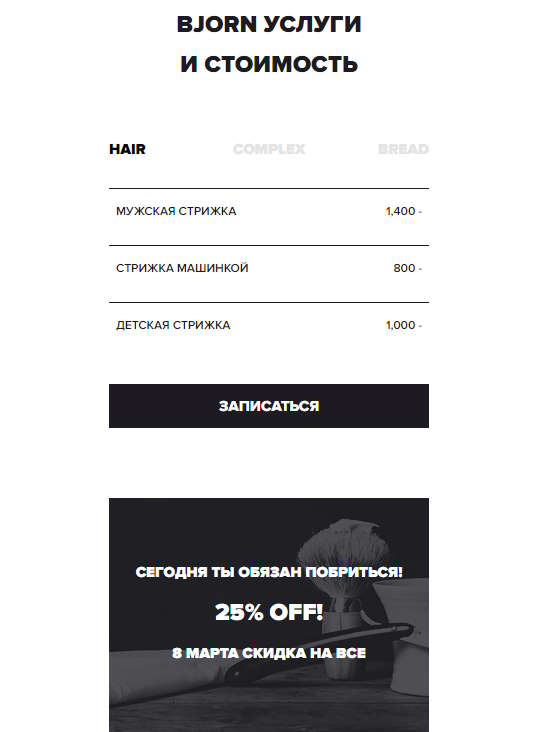 BJORN УСЛУГИ
И СТОИМОСТЬ
HAIR COMPLEX BREAD
МУЖСКАЯ СТРИЖКА 1,400 -
СТРИЖКА МАШИНКОЙ 800 -
ДЕТСКАЯ СТРИЖКА 1,000 -
ЗАПИСАТЬСЯ
СЕГОДНЯ ТЫ ОБЯЗАН ПОБРИТЬСЯ!
25% OFF!
8 МАРТА СКИДКА НА ВСЕ